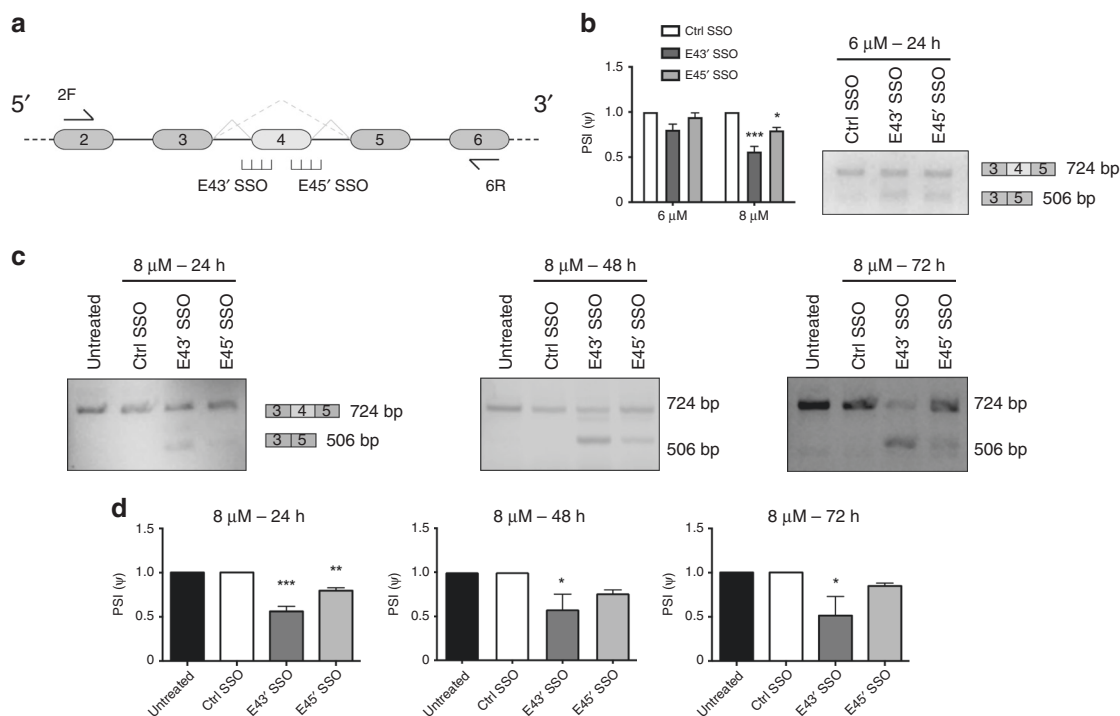 a
5′
2F
2
3
4
5
6
3′
E43′ SSO
E45′ SSO
6R
b
Ctrl SSO
E43′ SSO
E45′ SSO
PSI (ψ)
1.5
1.0
0.5
0
***
*
6 μM
8 μM
6 μM – 24 h
Ctrl SSO
E43′ SSO
E45′ SSO
3 4 5 724 bp
3 5 506 bp
c
8 μM – 24 h
Untreated
Ctrl SSO
E43′ SSO
E45′ SSO
3 4 5 724 bp
3 5 506 bp
8 μM – 48 h
Untreated
Ctrl SSO
E43′ SSO
E45′ SSO
724 bp
506 bp
8 μM – 72 h
Untreated
Ctrl SSO
E43′ SSO
E45′ SSO
724 bp
506 bp
d
8 μM – 24 h
PSI (ψ)
1.5
1.0
0.5
0
***
**
Untreated
Ctrl SSO
E43′ SSO
E45′ SSO
8 μM – 48 h
PSI (ψ)
1.5
1.0
0.5
0
*
Untreated
Ctrl SSO
E43′ SSO
E45′ SSO
8 μM – 72 h
PSI (ψ)
1.5
1.0
0.5
0
*
Untreated
Ctrl SSO
E43′ SSO
E45′ SSO